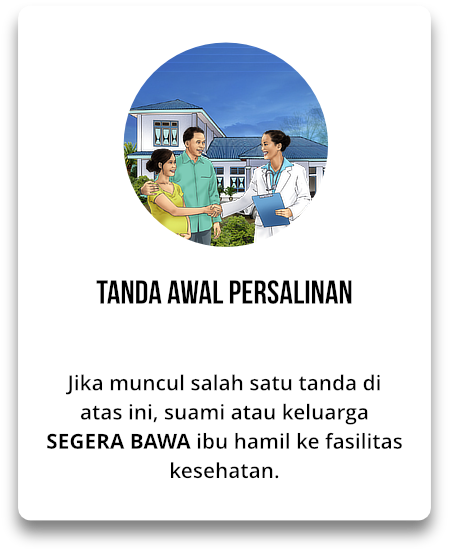 TANDA AWAL PERSALINAN
Jika muncul salah satu tanda di
atas ini, suami atau keluarga
SEGERA BAWA ibu hamil ke fasilitas
kesehatan.